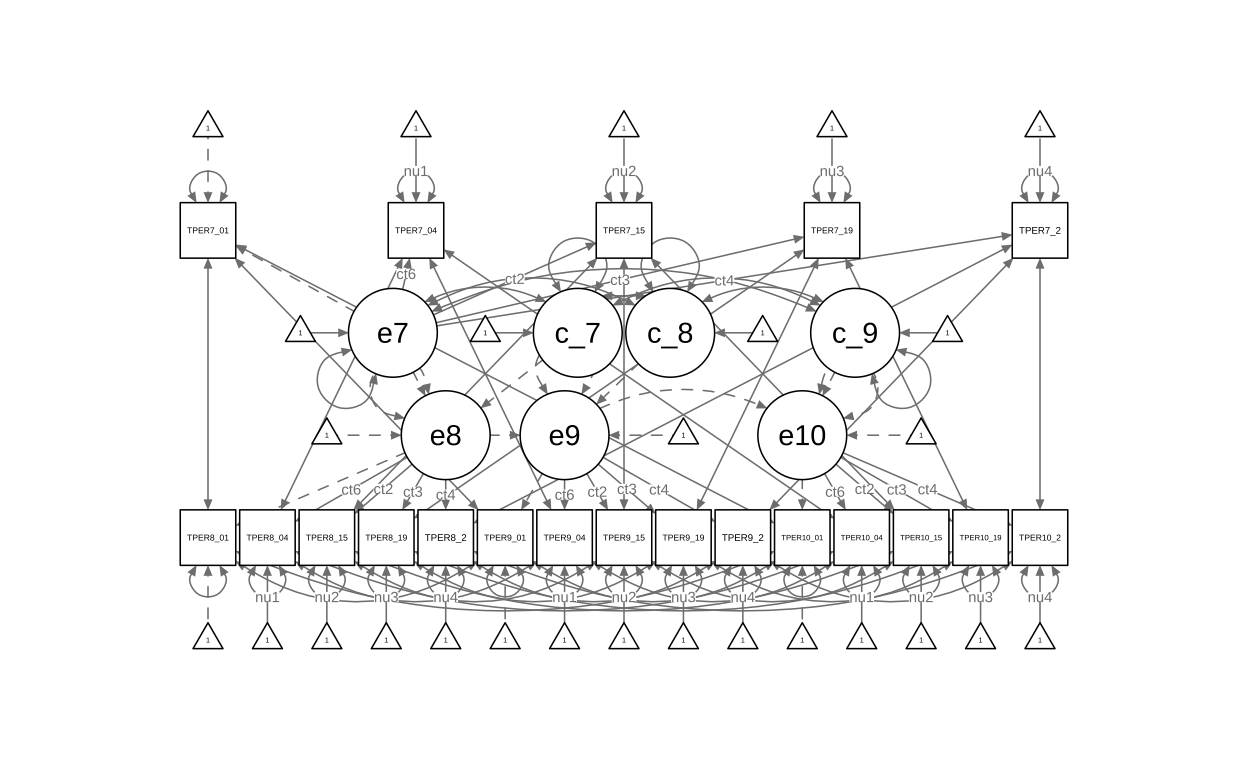 1 1 1 1 1
nu1 nu2 nu3 nu4
TPER7_01 TPER7_04 TPER7_15 TPER7_19 TPER7_2
ct6 ct2 ct3 ct4
1 e7 1 c_7 c_8 1 c_9 1
1 e8 e9 1 e10 1
ct6 ct2 ct3 ct4 ct6 ct2 ct3 ct4 ct6 ct2 ct3 ct4
TPER8_01 TPER8_04 TPER8_15 TPER8_19 TPER8_2 TPER9_01 TPER9_04 TPER9_15 TPER9_19 TPER9_2 TPER10_01 TPER10_04 TPER10_15 TPER10_19 TPER10_2
nu1 nu2 nu3 nu4 nu1 nu2 nu3 nu4 nu1 nu2 nu3 nu4
1 1 1 1 1 1 1 1 1 1 1 1 1 1 1